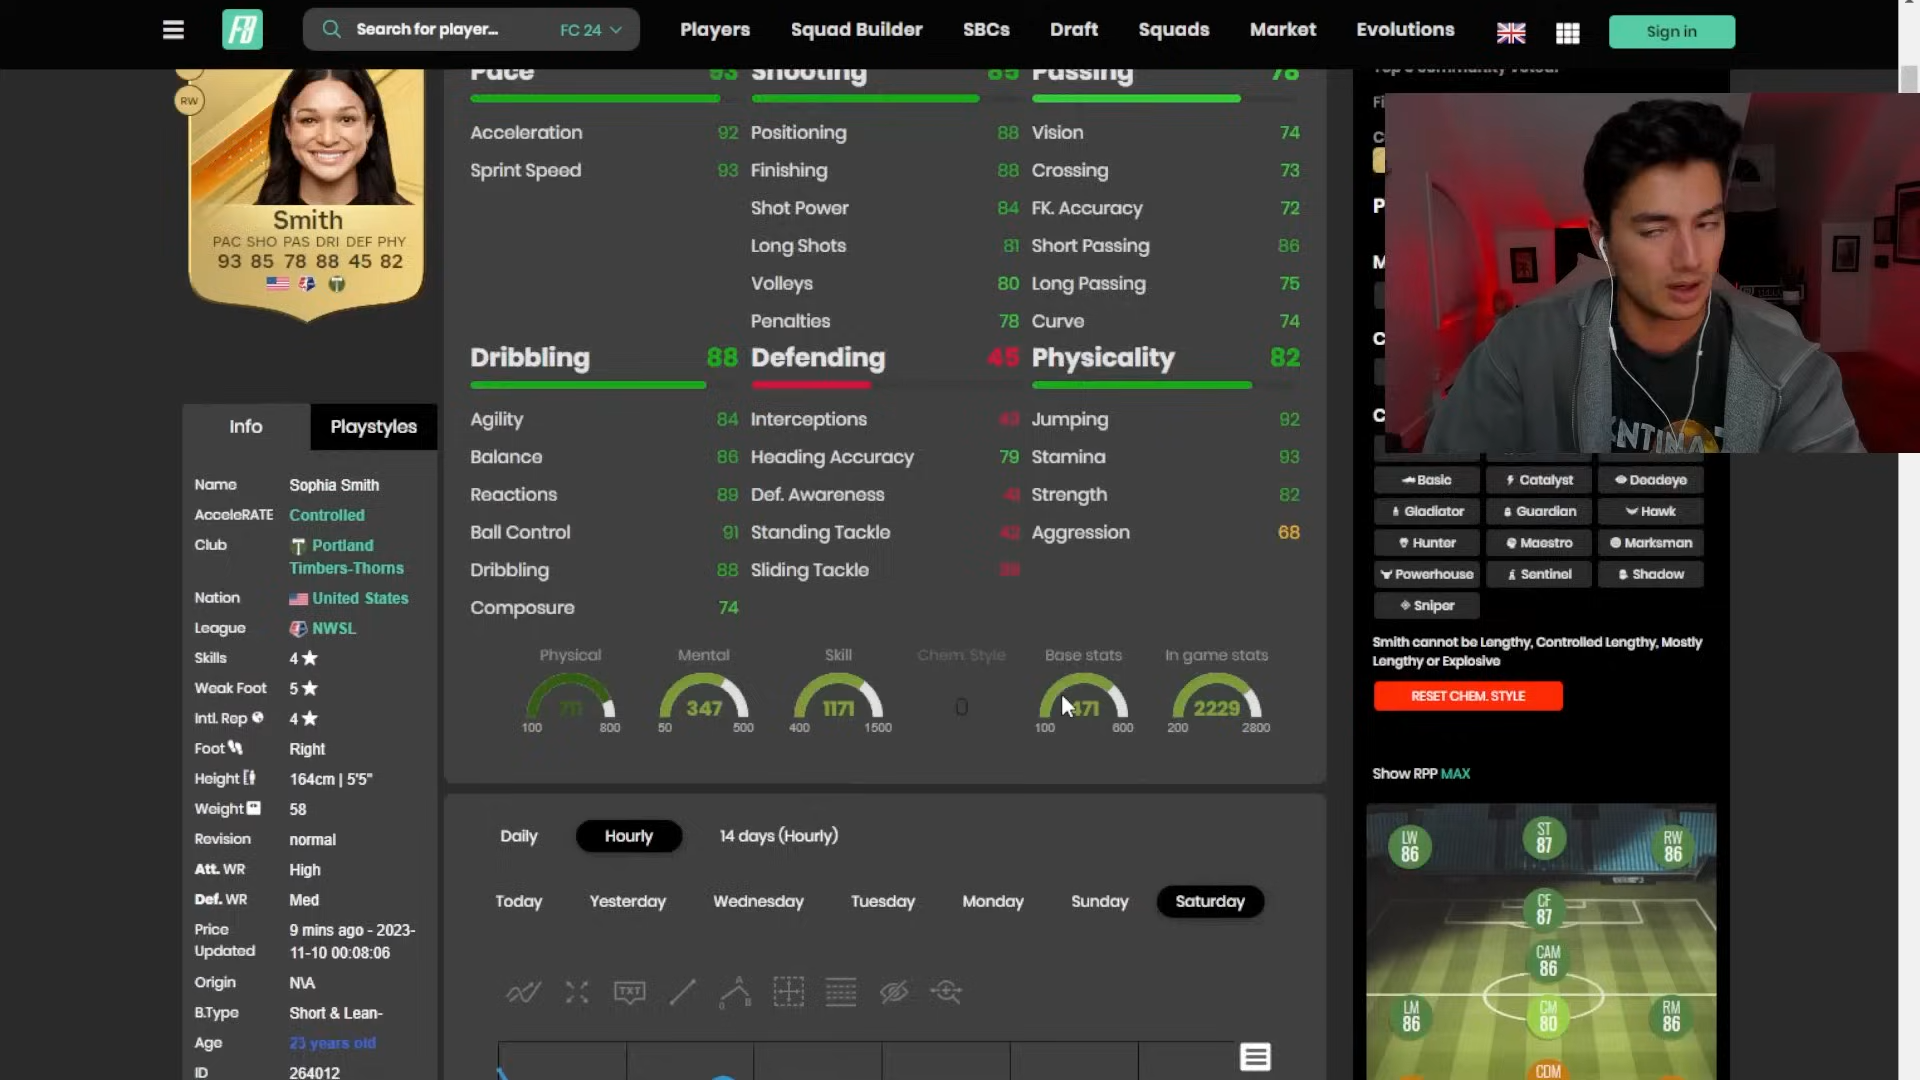 Search for player...
FC 24
Players
Squad Builder
SBCs
Draft
Squads
Market
Evolutions
Sign in
RW
Smith
PAC SHO PAS DRI DEF PHY
93 85 78 88 45 82
Pace 93
Acceleration 92
Sprint Speed 93
Shooting 85
Positioning 88
Finishing 88
Shot Power 84
Long Shots 81
Volleys 80
Penalties 78
Passing 78
Vision 74
Crossing 73
FK. Accuracy 72
Short Passing 86
Long Passing 75
Curve 74
Dribbling 88
Agility 84
Balance 86
Reactions 89
Ball Control 91
Dribbling 88
Composure 74
Defending 45
Interceptions
Heading Accuracy 79
Def. Awareness
Standing Tackle
Sliding Tackle
Physicality 82
Jumping 92
Stamina 93
Strength 82
Aggression 68
Physical
100 800
Mental
347
50 500
Skill
1171
400 1500
Chem. Style
0
Base stats
100 600
In game stats
2229
200 2800
Info
Playstyles
Name Sophia Smith
AcceleRATE Controlled
Club Portland
Timbers-Thorns
Nation United States
League NWSL
Skills 4★
Weak Foot 5★
Intl. Rep 4★
Foot Right
Height 164cm | 5'5"
Weight 58
Revision normal
Att. WR High
Def. WR Med
Price 9 mins ago - 2023-
Updated 11-10 00:08:06
Origin N\A
B.Type Short & Lean-
Age 23 years old
ID 264012
Daily
Hourly
14 days (Hourly)
Today
Yesterday
Wednesday
Tuesday
Monday
Sunday
Saturday
TXT
Basic
Catalyst
Deadeye
Gladiator
Guardian
Hawk
Hunter
Maestro
Marksman
Powerhouse
Sentinel
Shadow
Sniper
Smith cannot be Lengthy, Controlled Lengthy, Mostly
Lengthy or Explosive
RESET CHEM. STYLE
Show RPP MAX
LW
86
ST
87
RW
86
CF
87
CAM
86
LM
86
CM
80
RM
86
CDM